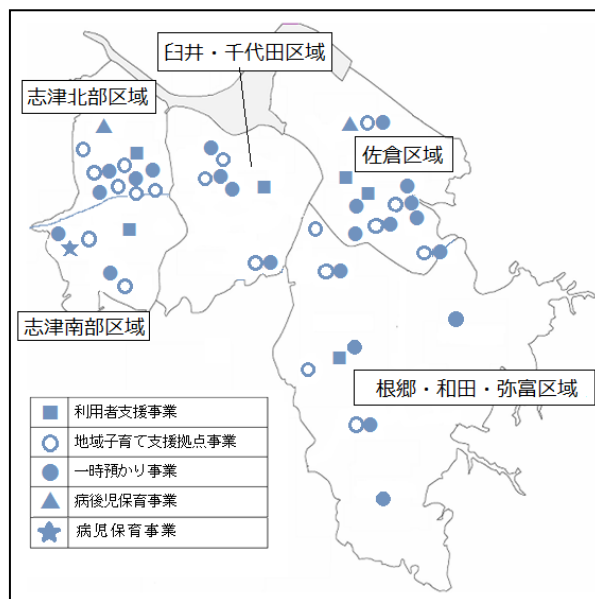 臼井・千代田区域
志津北部区域
佐倉区域
志津南部区域
根郷・和田・弥富区域
利用者支援事業
地域子育て支援拠点事業
一時預かり事業
病後児保育事業
病児保育事業